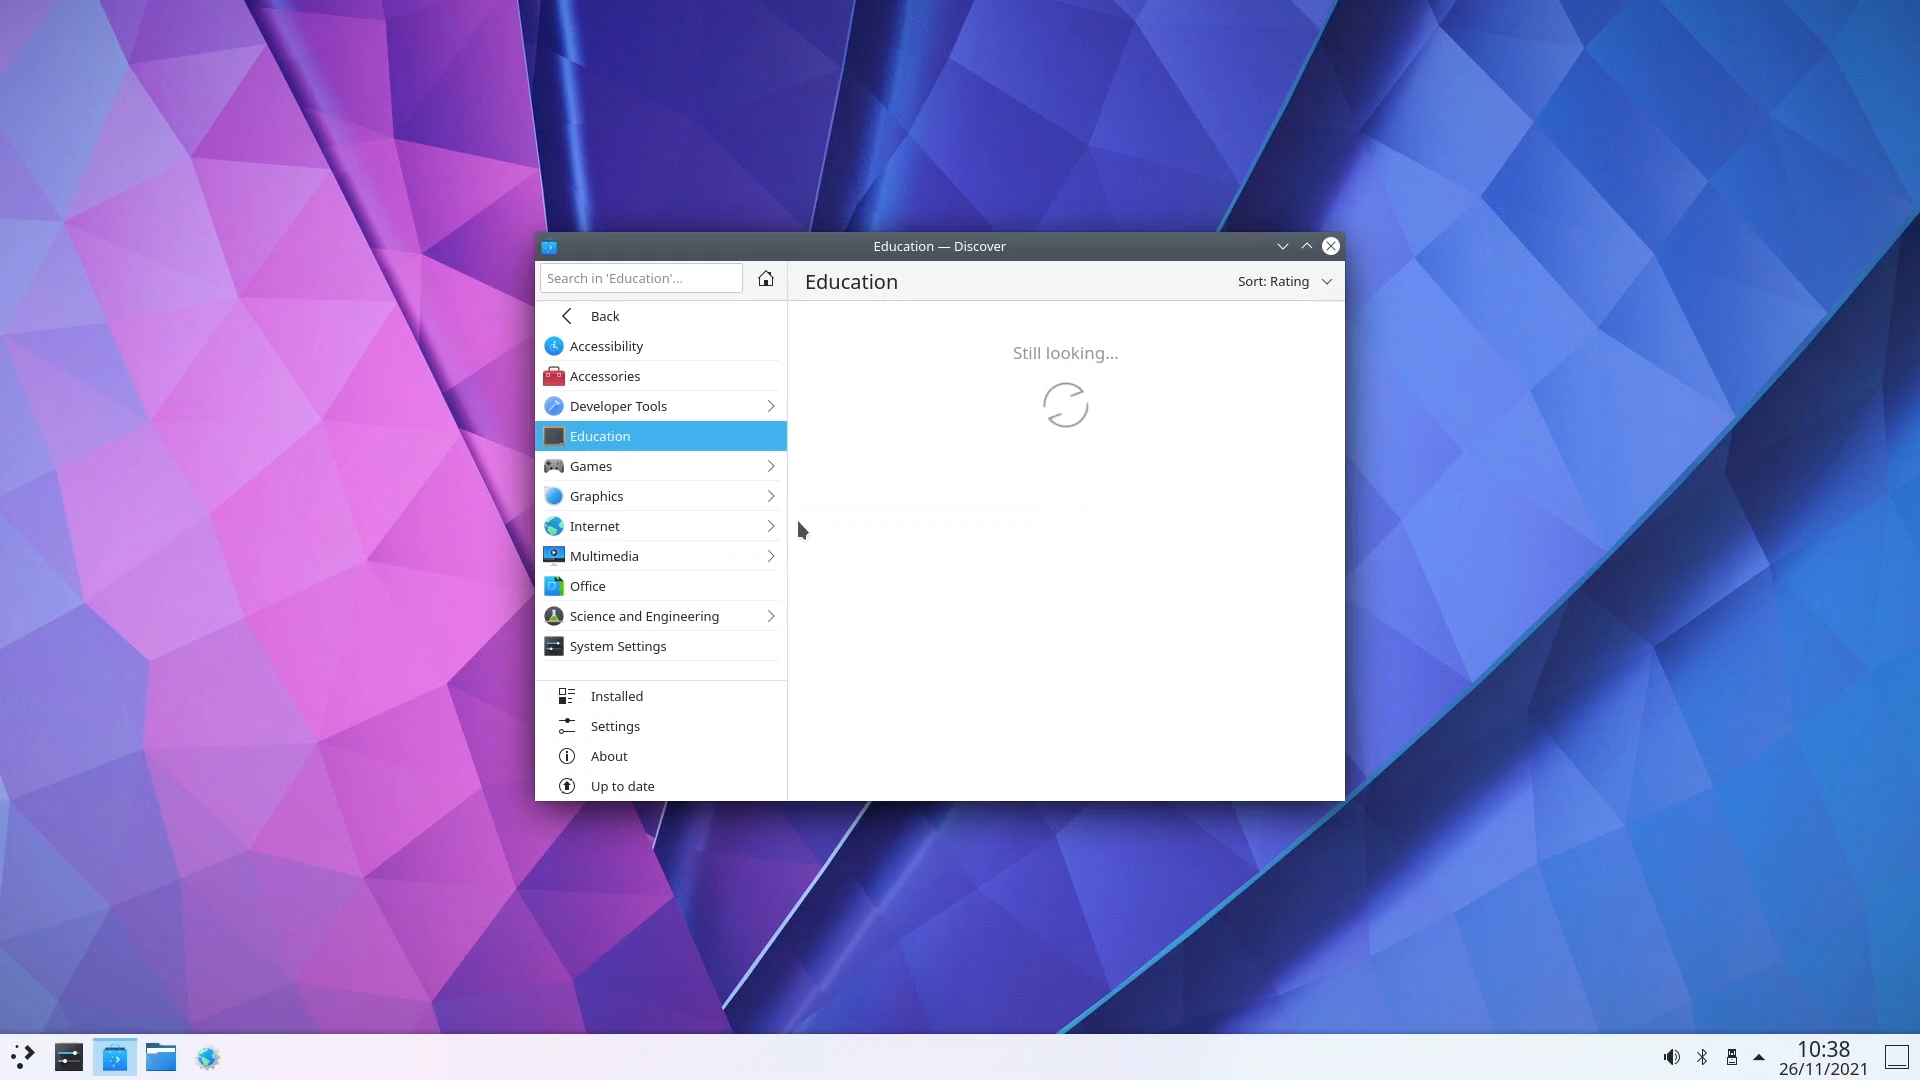 Education — Discover
Search in 'Education'...
Education
Sort: Rating
Back
Accessibility
Accessories
Developer Tools
Education
Games
Graphics
Internet
Multimedia
Office
Science and Engineering
System Settings
Installed
Settings
About
Up to date
Still looking...
10:38
26/11/2021